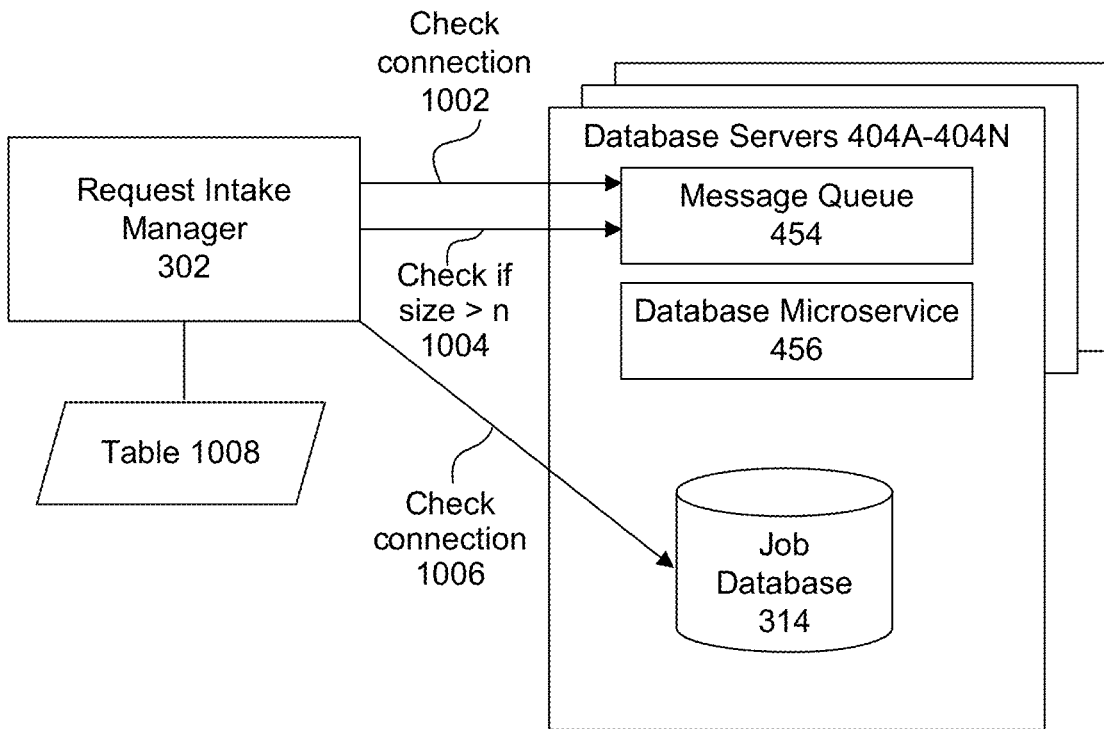 Check
connection
1002
Database Servers 404A-404N
Request Intake
Manager
302
Message Queue
454
Check if
size > n
1004
Database Microservice
456
Table 1008
Check
connection
1006
Job
Database
314